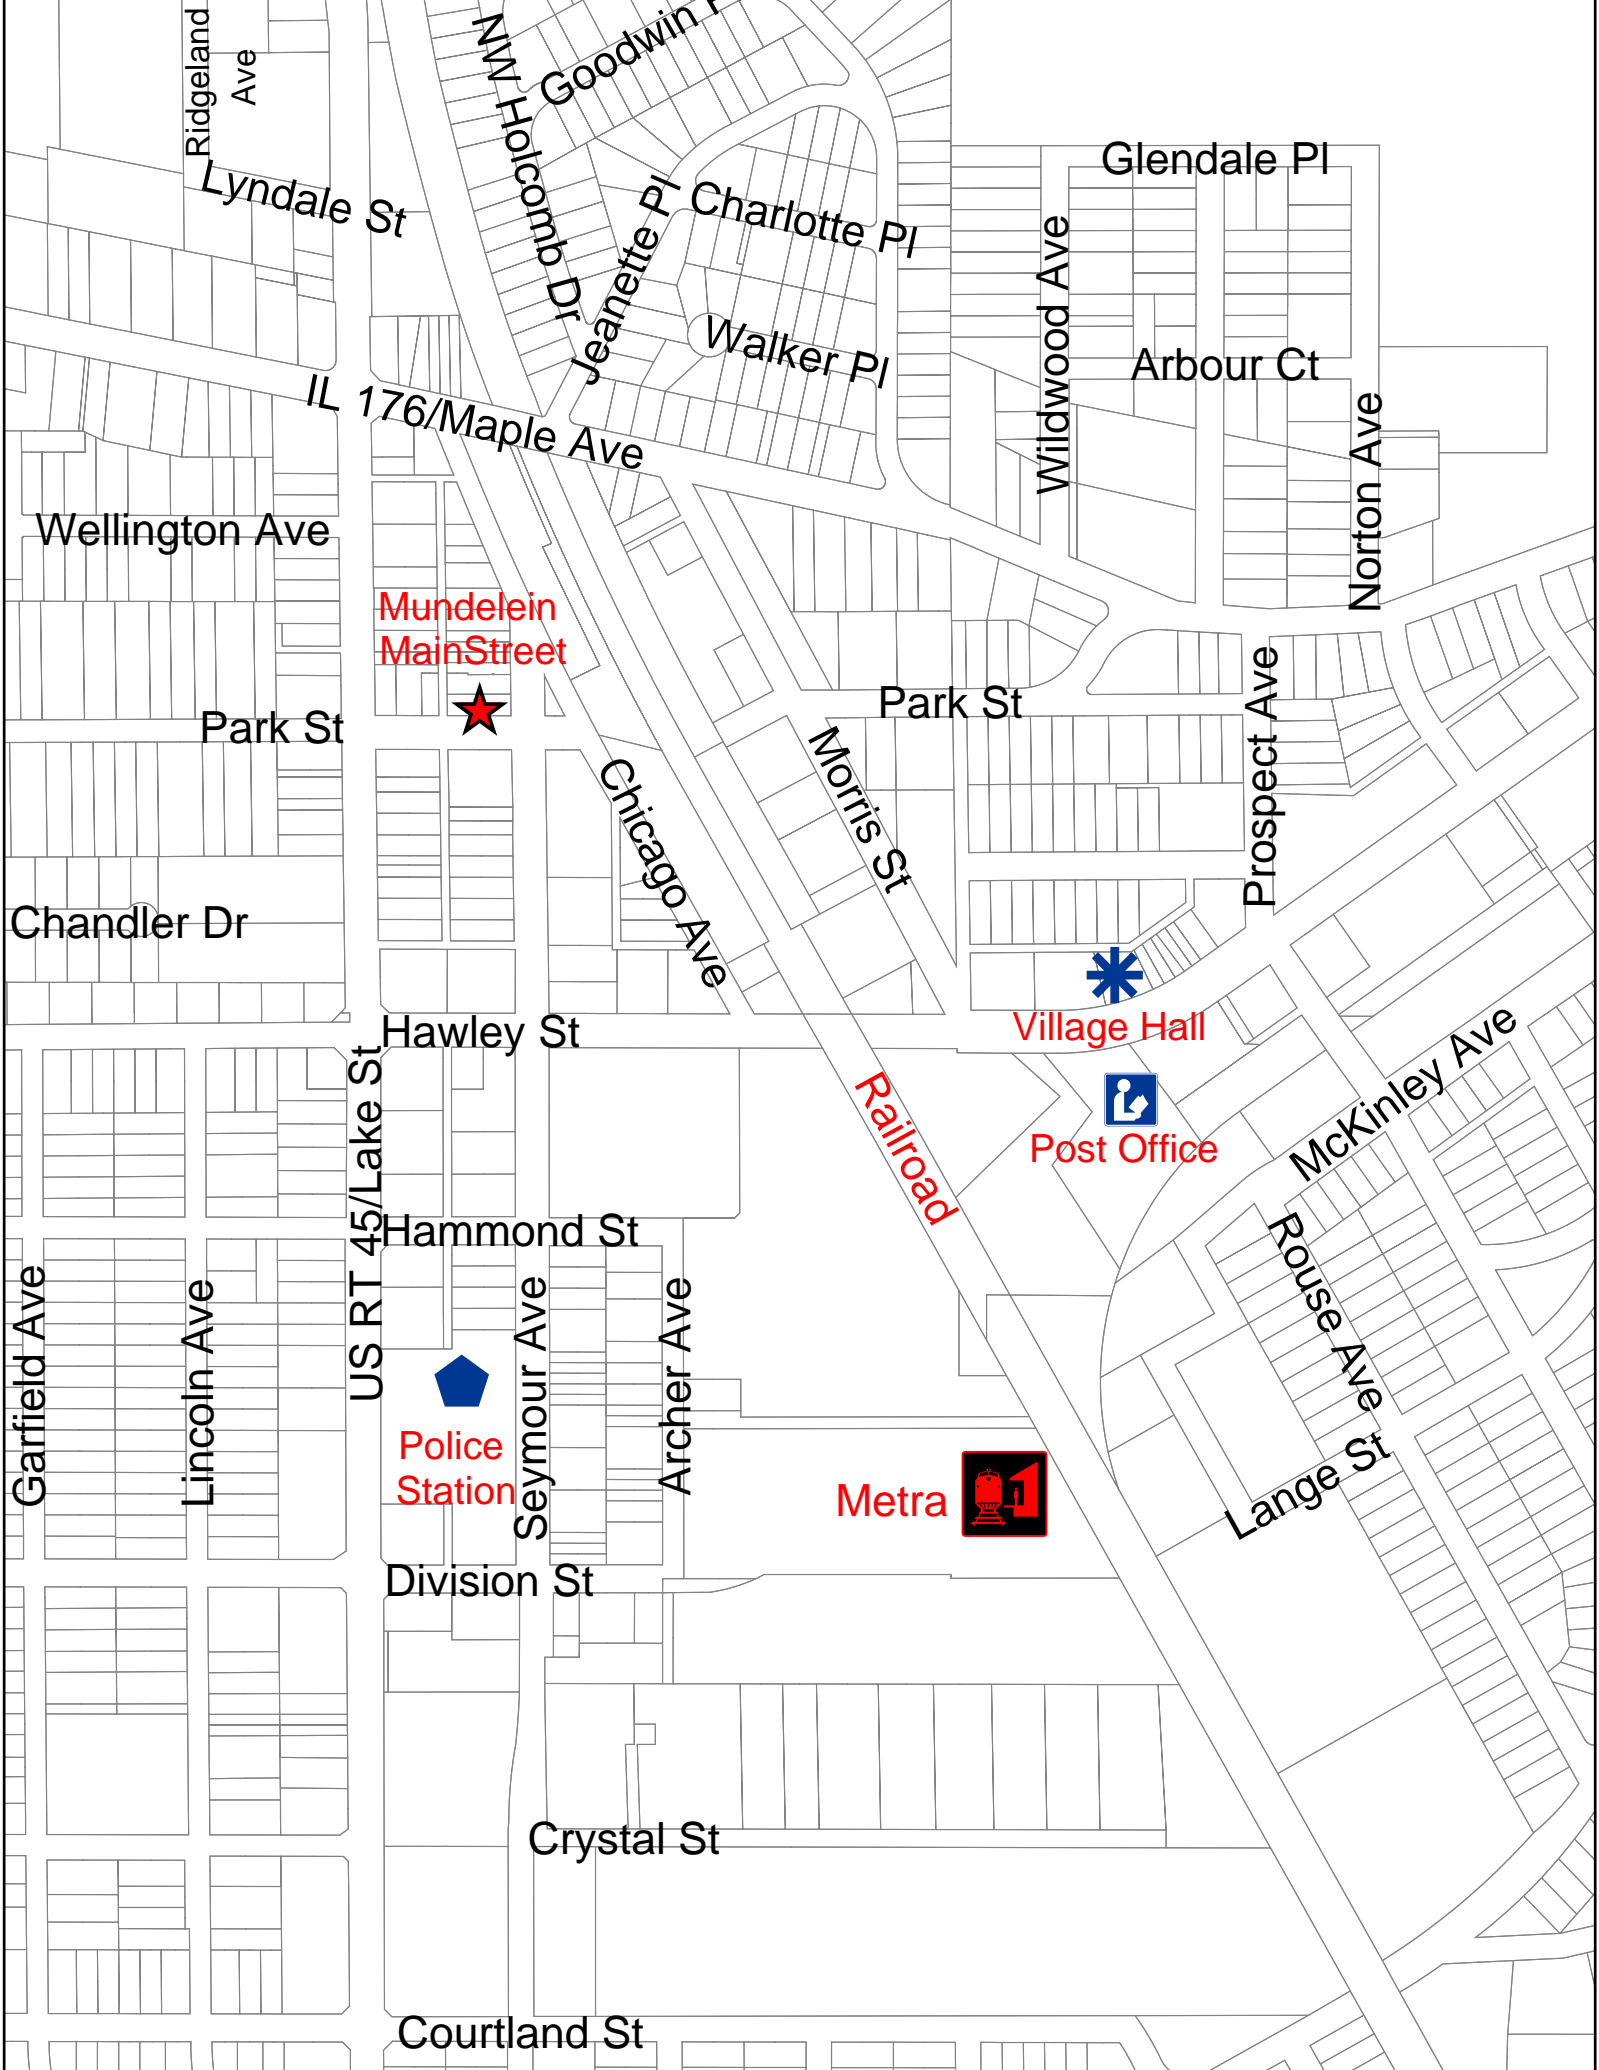 Ridgeland
Ave
NW Holcomb Dr
Goodwin
Lyndale St
Jeanette Pl
Charlotte Pl
Glendale Pl
Wildwood Ave
Walker Pl
Arbour Ct
IL 176/Maple Ave
Norton Ave
Wellington Ave
Mundelein
MainStreet
Park St
Park St
Prospect Ave
Morris St
Chicago Ave
Chandler Dr
Hawley St
Village Hall
McKinley Ave
US RT 45/Lake St
Railroad
Post Office
Hammond St
Rouse Ave
Garfield Ave
Lincoln Ave
Seymour Ave
Archer Ave
Police
Station
Metra
Lange St
Division St
Crystal St
Courtland St